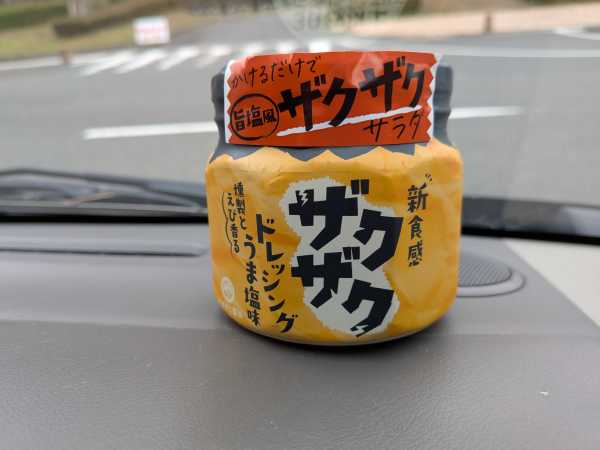 かけるだけで
旨塩風
ザクザク
サラダ
新食感
ザクザク
ドレッシング
うま塩味
燻製と
えび香る